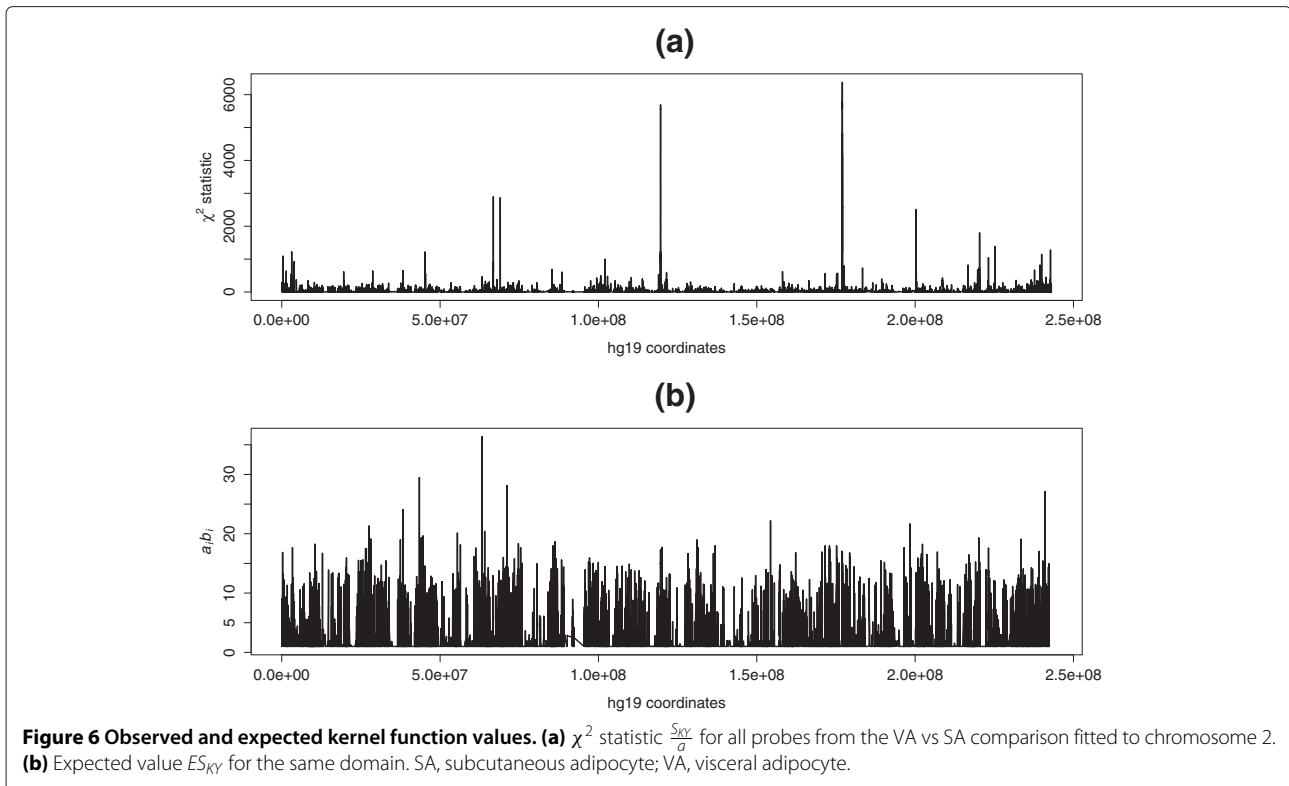 (a)
6000
4000
2000
0
χ² statistic
0.0e+00 5.0e+07 1.0e+08 1.5e+08 2.0e+08 2.5e+08
hg19 coordinates
(b)
30
20
10
5
0
aᵢbᵢ
0.0e+00 5.0e+07 1.0e+08 1.5e+08 2.0e+08 2.5e+08
hg19 coordinates
Figure 6 Observed and expected kernel function values. (a) χ² statistic S_KY/a for all probes from the VA vs SA comparison fitted to chromosome 2.
(b) Expected value ES_KY for the same domain. SA, subcutaneous adipocyte; VA, visceral adipocyte.